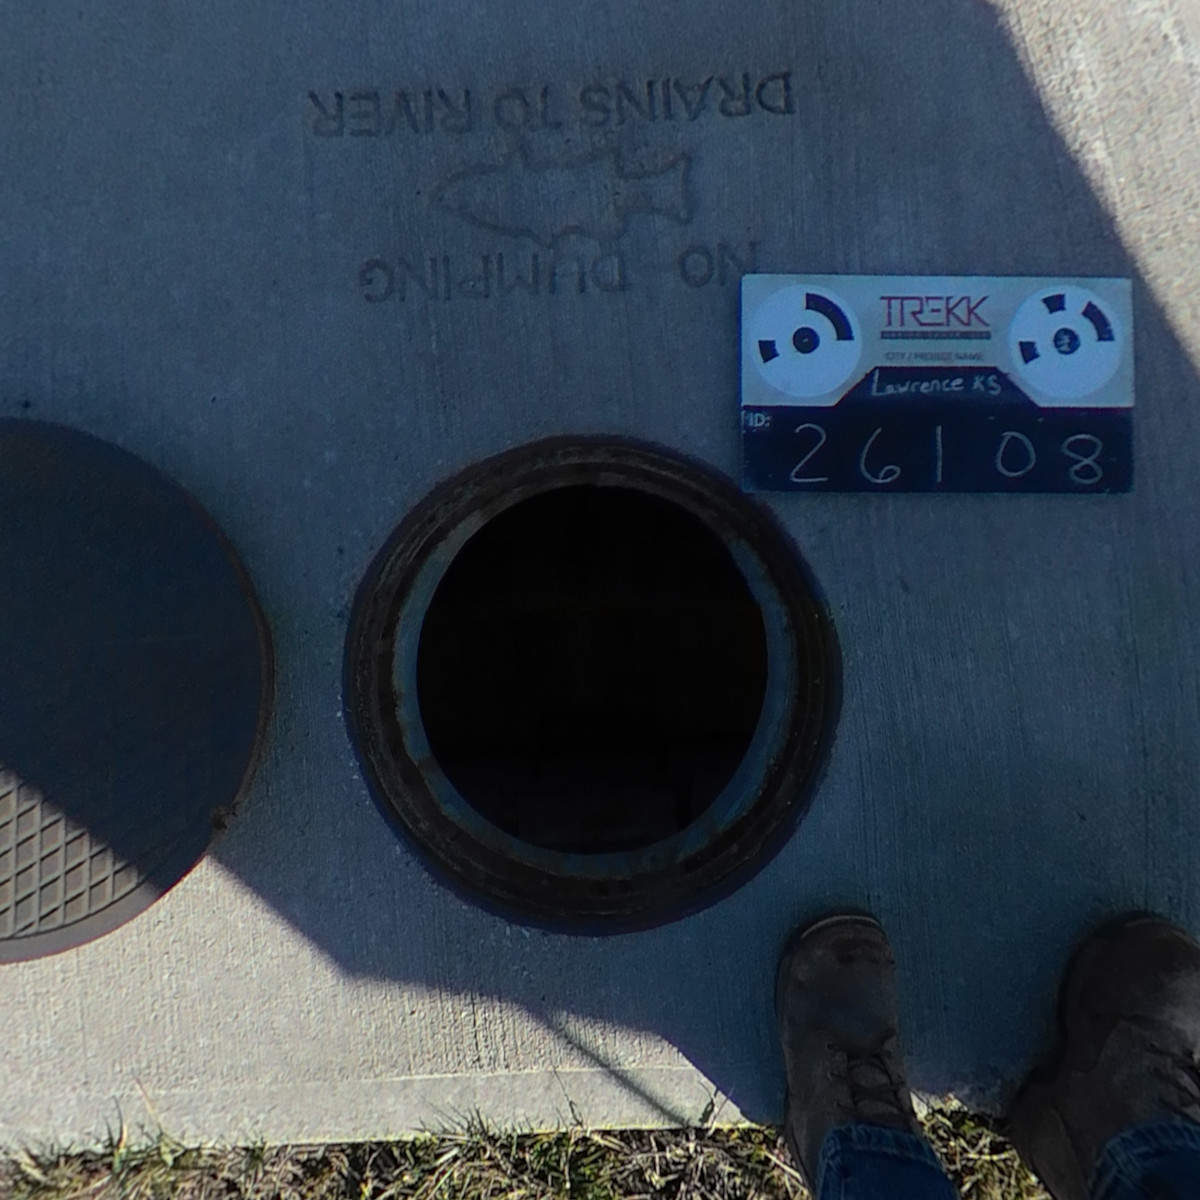 DRAINS TO RIVER
NO DUMPING
TREKK
CITY / PROJECT NAME
Lawrence KS
ID:
26108